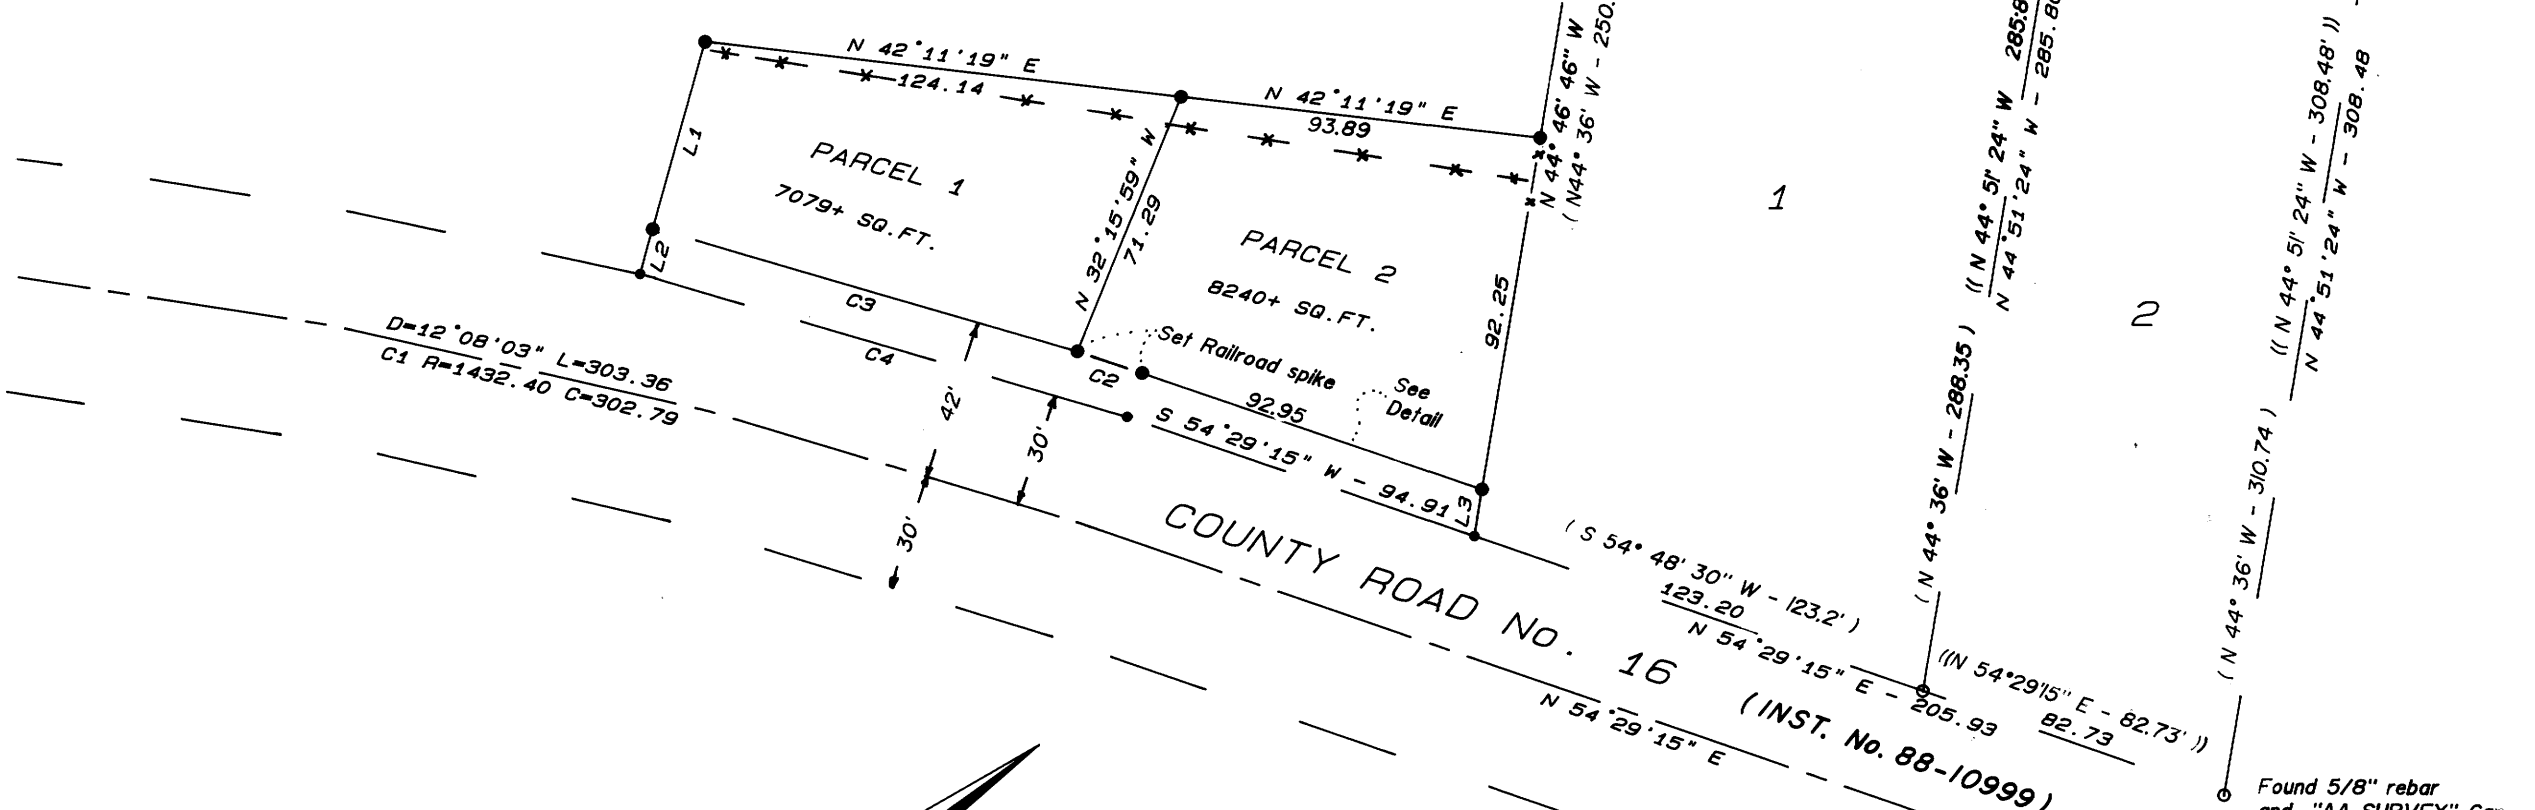 N 42°11'19" E
124.14
N 42°11'19" E
93.89
L1
L2
PARCEL 1
7079+ SQ.FT.
N 32°15'59" W
71.29
PARCEL 2
8240+ SQ.FT.
92.25
N 44° 46' 46" W
( N44° 36' W - 250.
1
2
(( N 44° 51' 24" W 285.8
N 44°51'24" W - 285.8
( N 44° 36' W - 288.35 )
(( N 44° 51' 24" W - 308.48' ))
N 44°51'24" W - 308.48
( N 44° 36' W - 310.74 )
C3
C4
C2
Set Railroad spike
See
Detail
92.95
S 54°29'15" W - 94.91
L3
D=12°08'03" L=303.36
C1 R=1432.40 C=302.79
42'
30'
30'
COUNTY ROAD No. 16
(INST. No. 88-10999)
( S 54° 48' 30" W - 123.2' )
123.20
N 54°29'15" E - 205.93
((N 54°29'15" E - 82.73' ))
82.73
N 54°29'15" E
Found 5/8" rebar
and "AA SURVEY" Cap